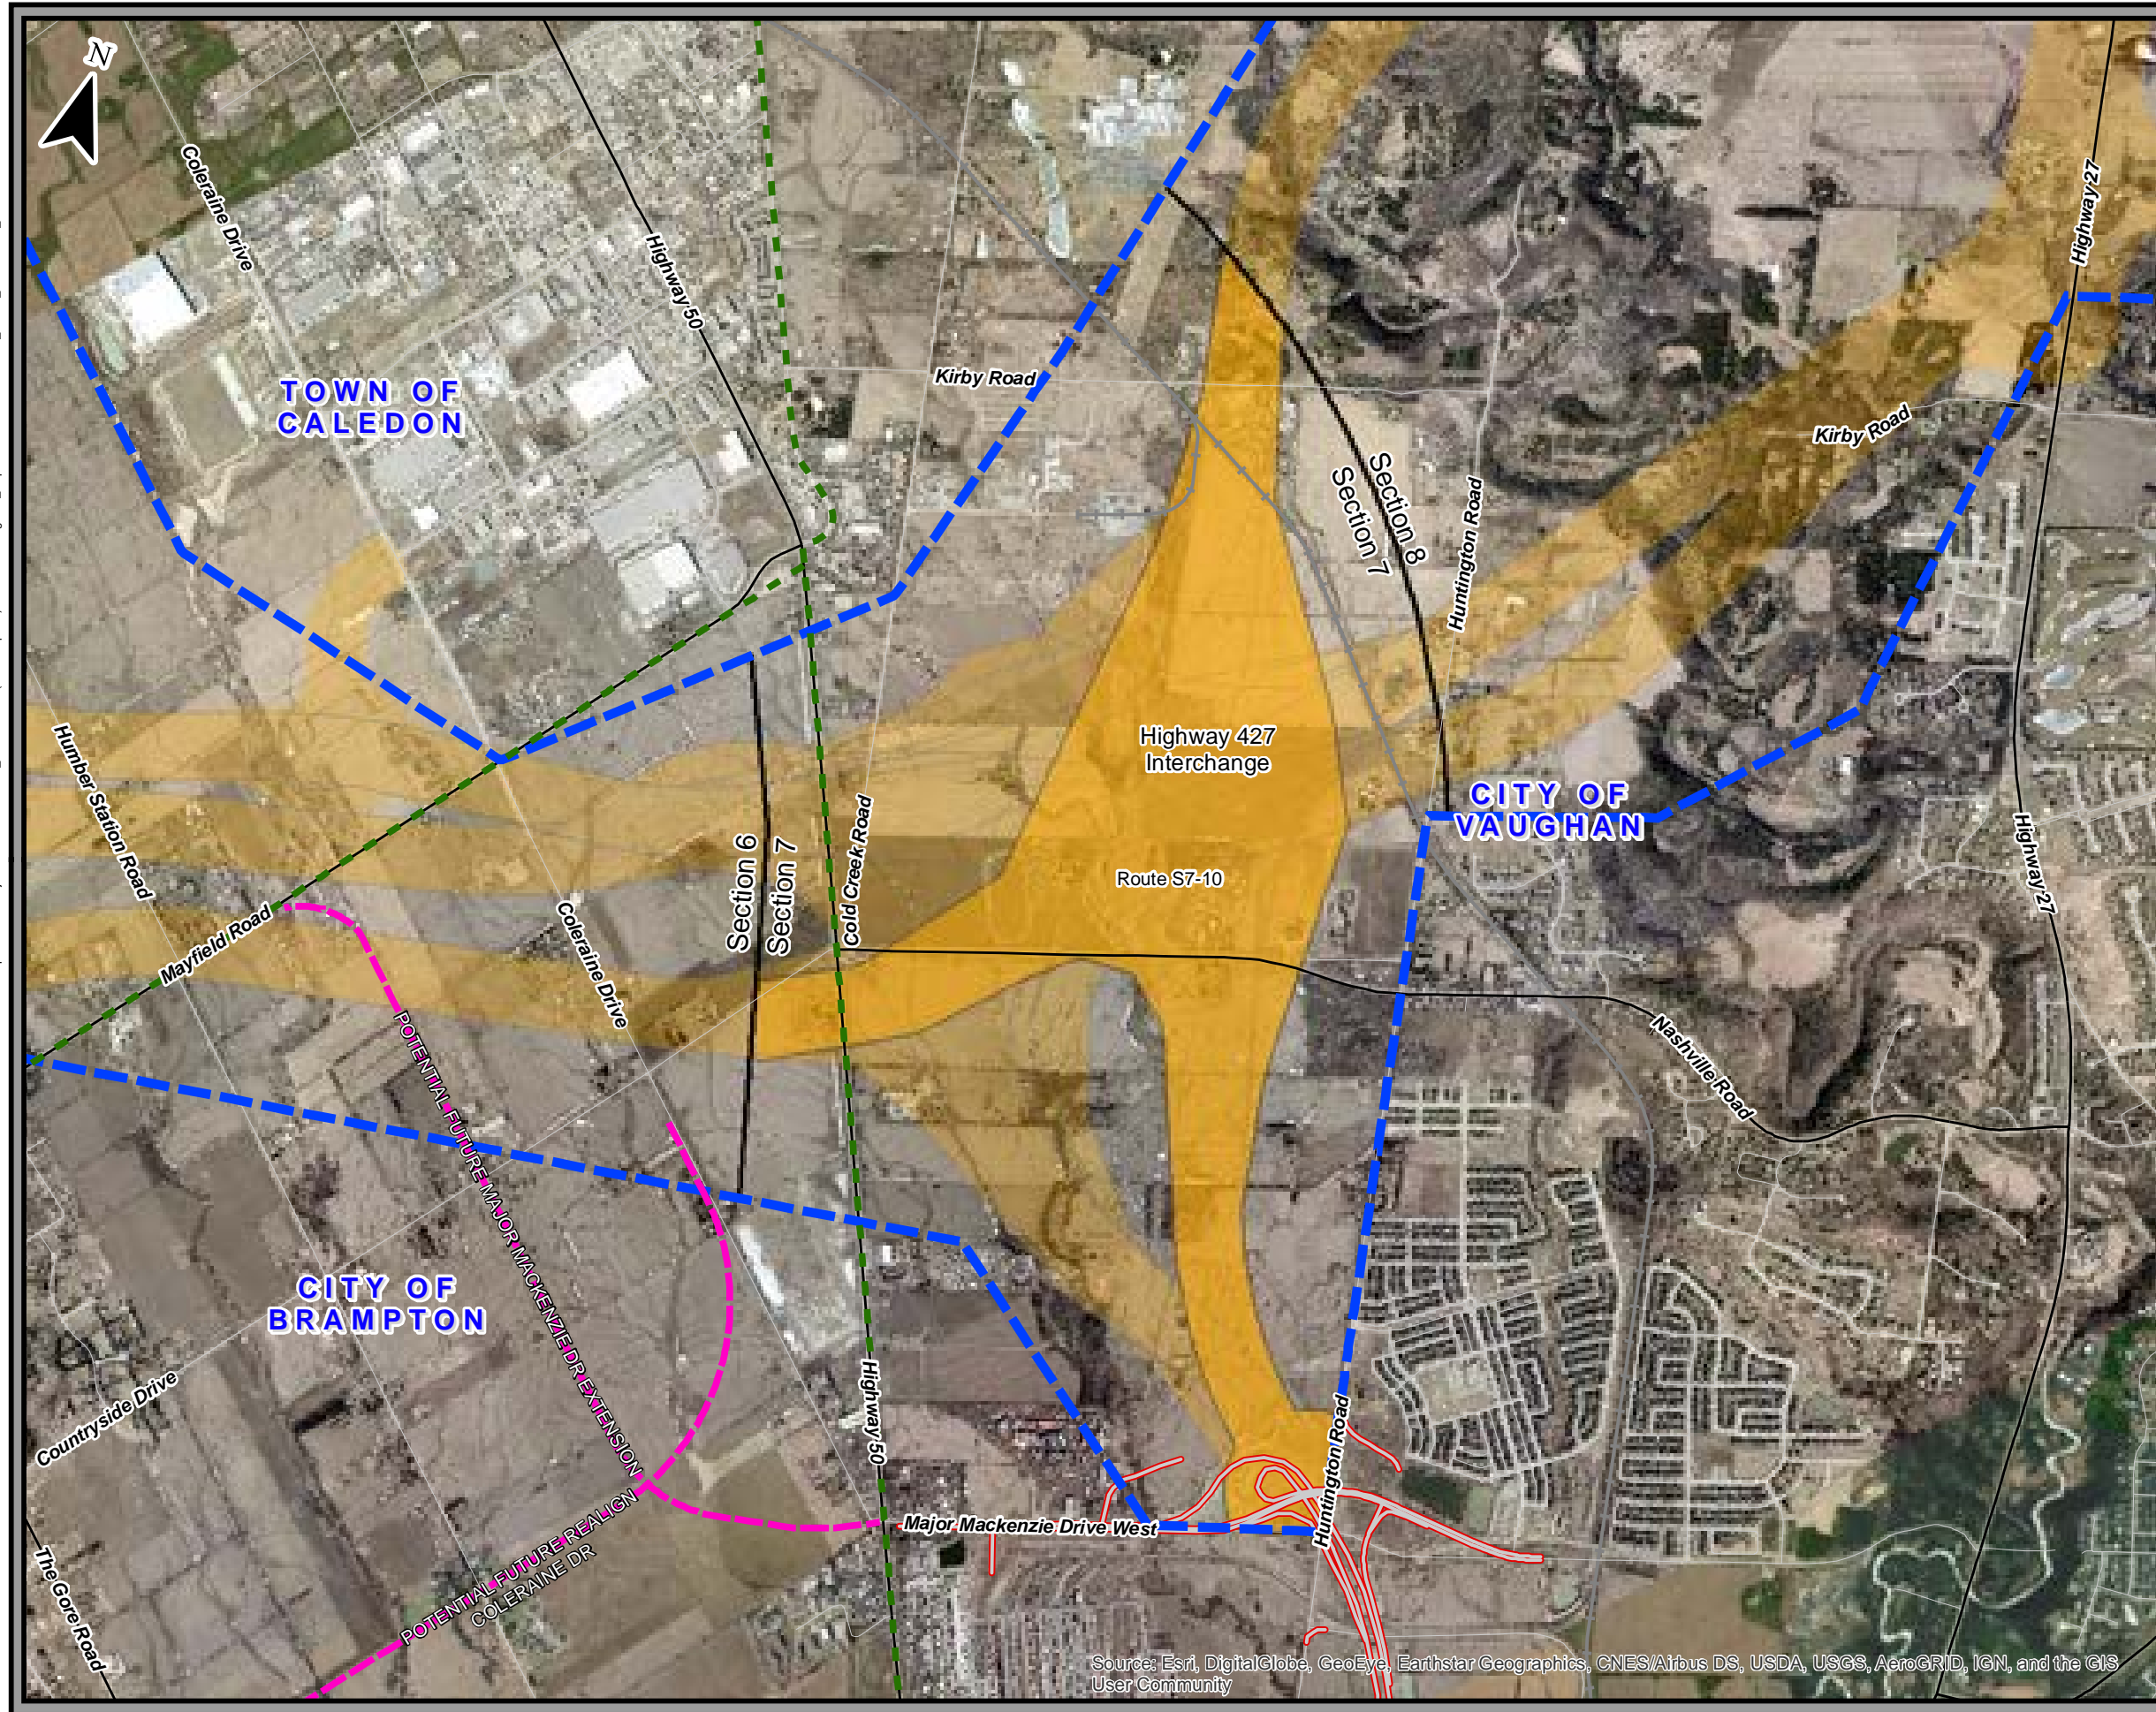 N
Coleraine Drive
Highway 50
Highway 27
TOWN OF
CALEDON
Kirby Road
Kirby Road
Section 8
Section 7
Huntington Road
Humber Station Road
Highway 427
Interchange
CITY OF
VAUGHAN
Highway 27
Section 6
Section 7
Cold Creek Road
Route S7-10
Mayfield Road
Coleraine Drive
Nashville Road
POTENTIAL FUTURE MAJOR MACKENZIE DR EXTENSION
CITY OF
BRAMPTON
Countryside Drive
Highway 50
Huntington Road
Major Mackenzie Drive West
POTENTIAL FUTURE REALIGN
COLERAINE DR
The Gore Road
Source: Esri, DigitalGlobe, GeoEye, Earthstar Geographics, CNES/Airbus DS, USDA, USGS, AeroGRID, IGN, and the GIS
User Community